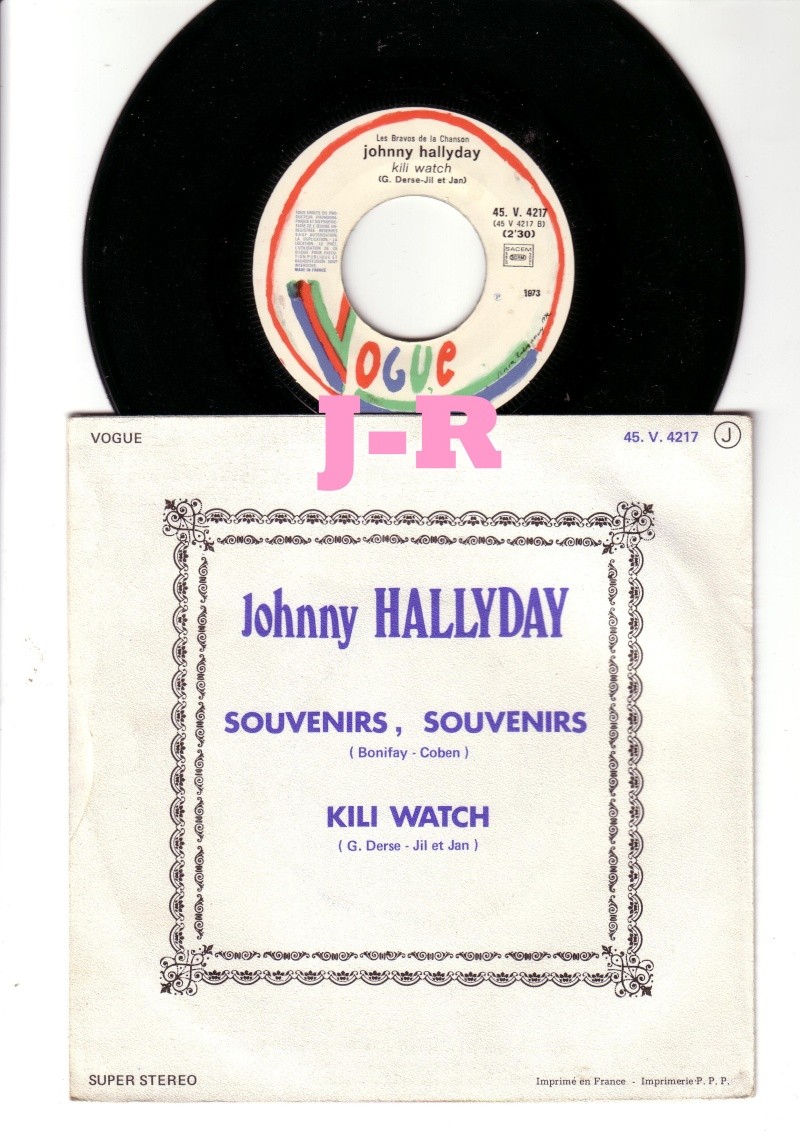 Les Bravos de la Chanson
johnny hallyday
kili watch
(G. Derse-Jil et Jan)
45. V. 4217
(45 V 4217 B)
(2'30)
SACEM
1973
MADE IN FRANCE
VOGUE
J-R
VOGUE
45. V. 4217 J
Johnny HALLYDAY
SOUVENIRS, SOUVENIRS
( Bonifay - Coben )
KILI WATCH
( G. Derse - Jil et Jan )
SUPER STEREO
Imprimé en France - Imprimerie P. P. P.